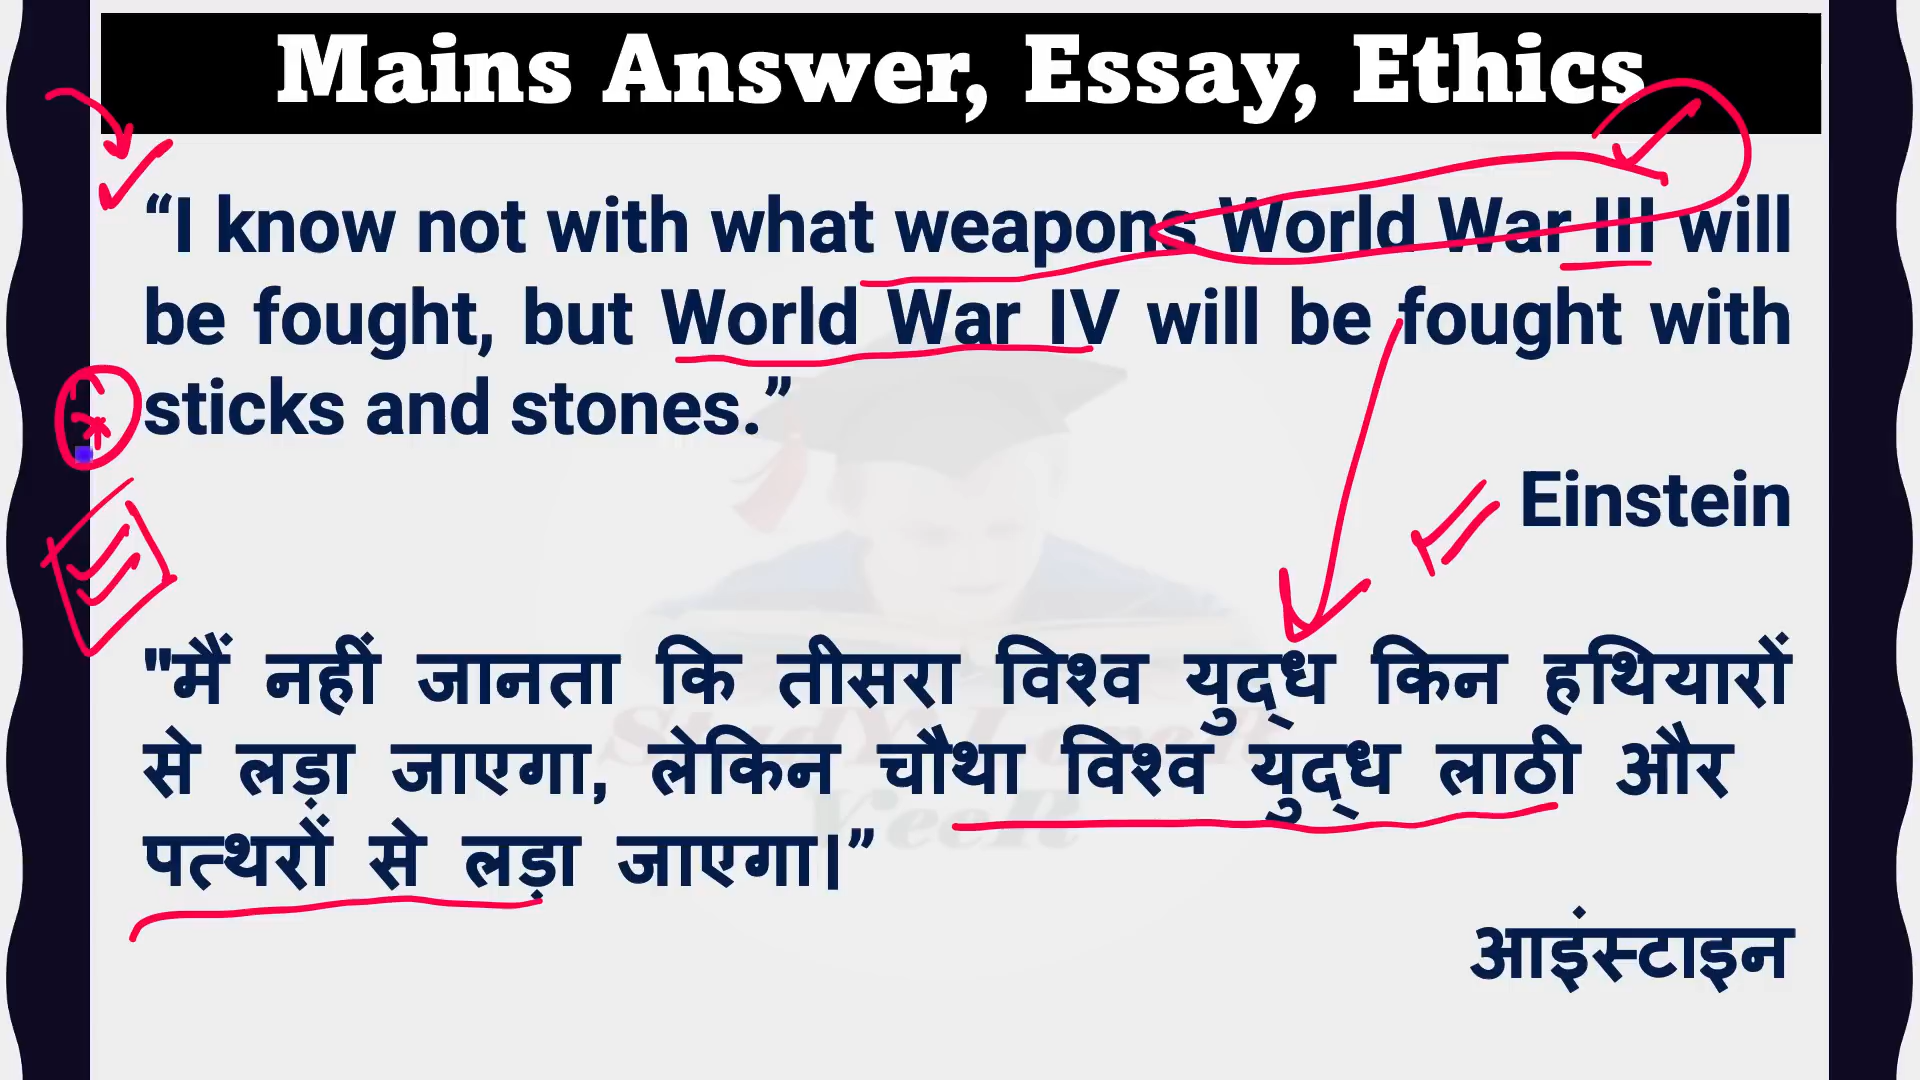 Mains Answer, Essay, Ethics
“I know not with what weapons World War III will
be fought, but World War IV will be fought with
sticks and stones.”
Einstein
"मैं नहीं जानता कि तीसरा विश्व युद्ध किन हथियारों
से लड़ा जाएगा, लेकिन चौथा विश्व युद्ध लाठी और
पत्थरों से लड़ा जाएगा।”
आइंस्टाइन